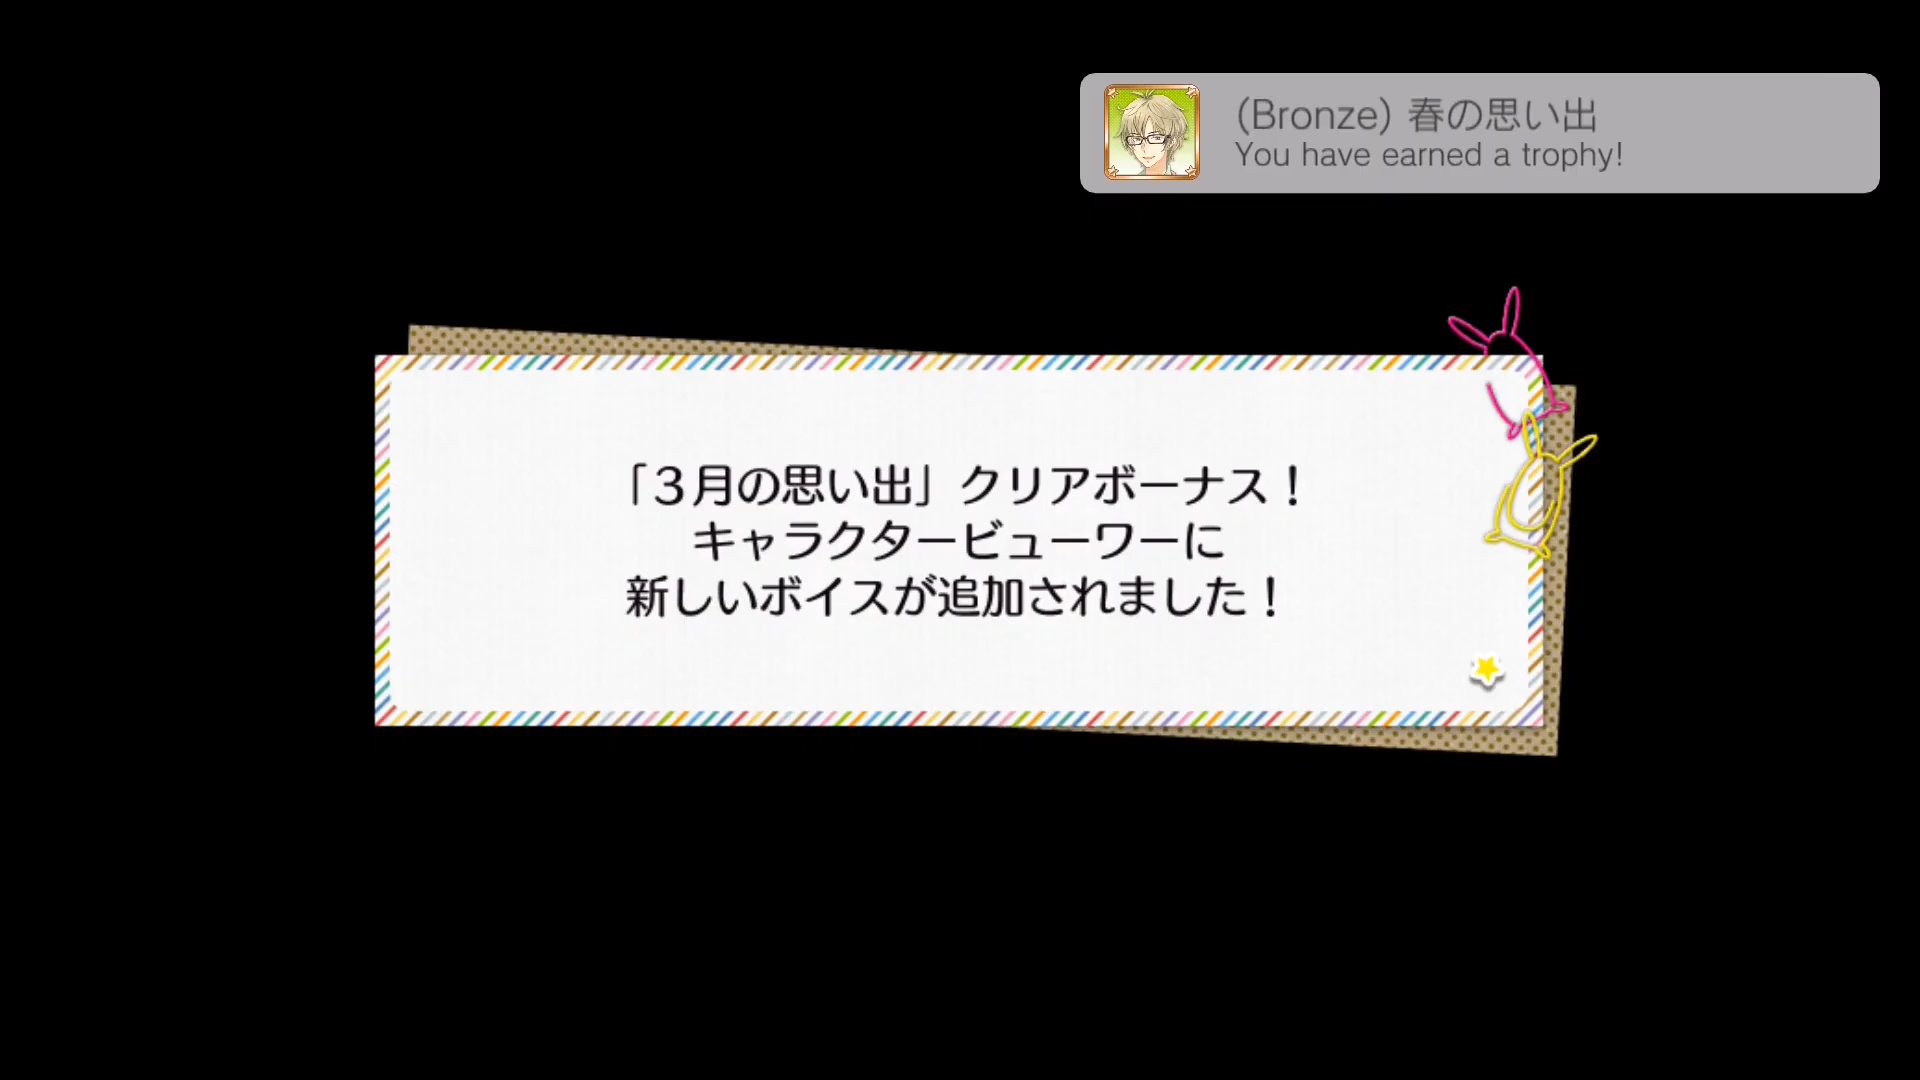 (Bronze) 春の思い出
You have earned a trophy!
「３月の思い出」クリアボーナス！
キャラクタービューワーに
新しいボイスが追加されました！